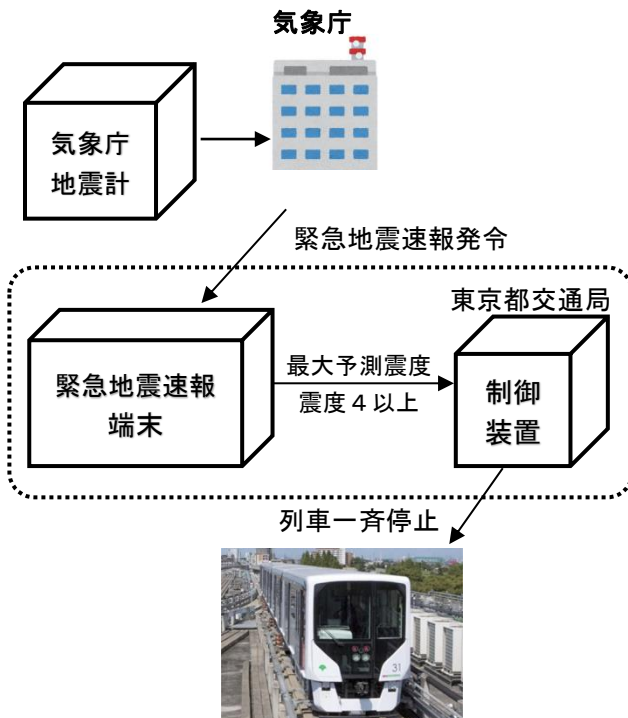 気象庁
気象庁
地震計
緊急地震速報発令
東京都交通局
緊急地震速報
端末
最大予測震度
震度４以上
制御
装置
列車一斉停止
31